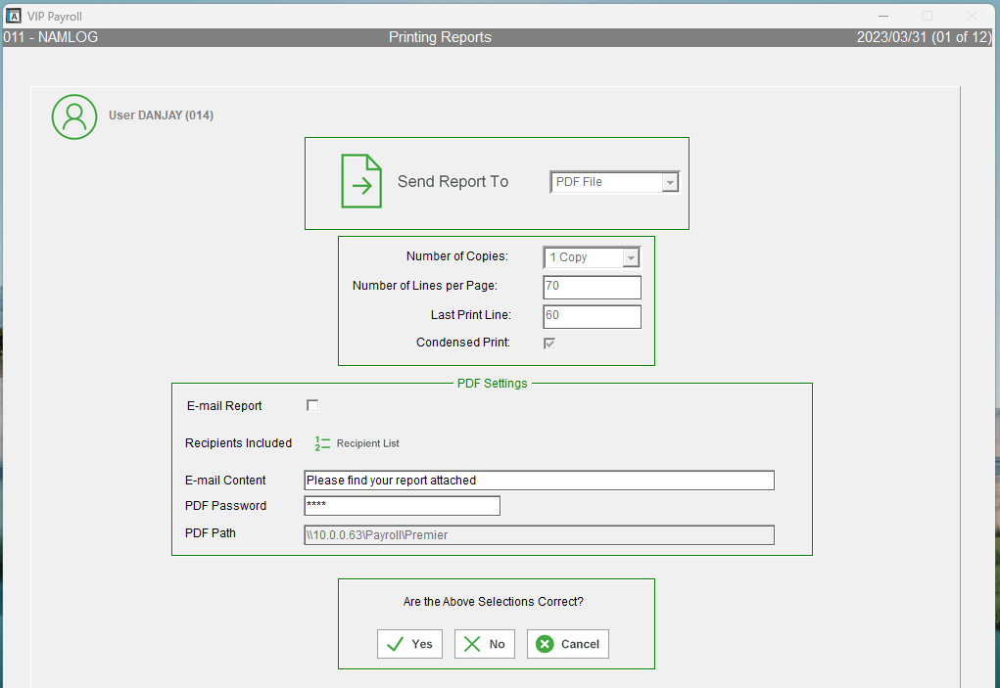 VIP Payroll
011 - NAMLOG Printing Reports 2023/03/31 (01 of 12)
User DANJAY (014)
Send Report To PDF File
Number of Copies: 1 Copy
Number of Lines per Page: 70
Last Print Line: 60
Condensed Print:
PDF Settings
E-mail Report
Recipients Included 1 2 Recipient List
E-mail Content Please find your report attached
PDF Password ****
PDF Path \\10.0.0.63\Payroll\Premier
Are the Above Selections Correct?
Yes No Cancel